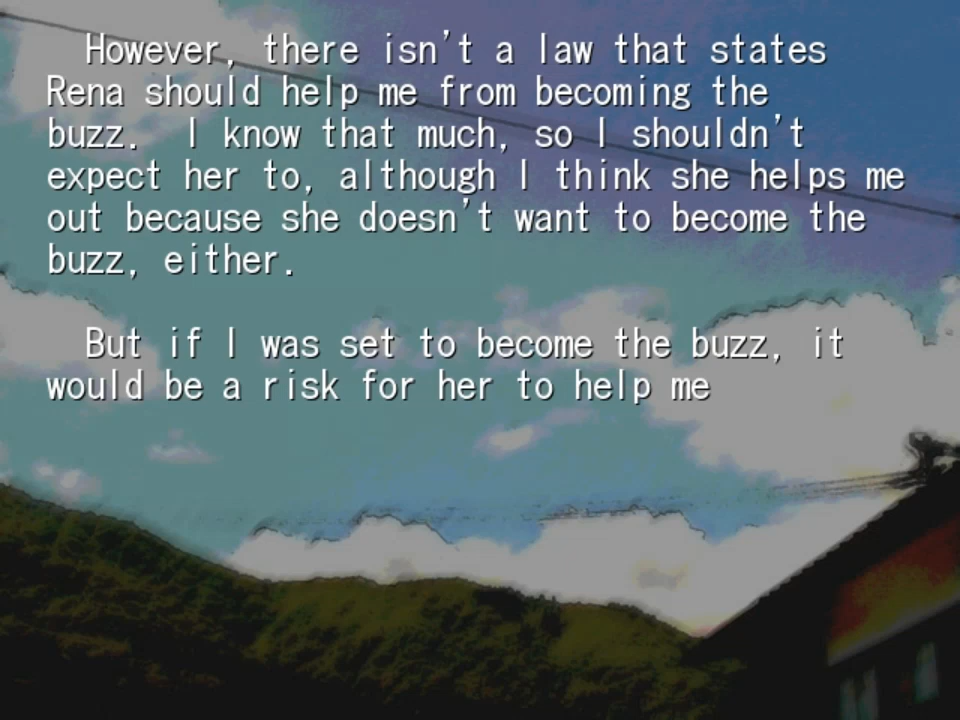 However, there isn't a law that states
Rena should help me from becoming the
buzz.  I know that much, so I shouldn't
expect her to, although I think she helps me
out because she doesn't want to become the
buzz, either.
But if I was set to become the buzz, it
would be a risk for her to help me